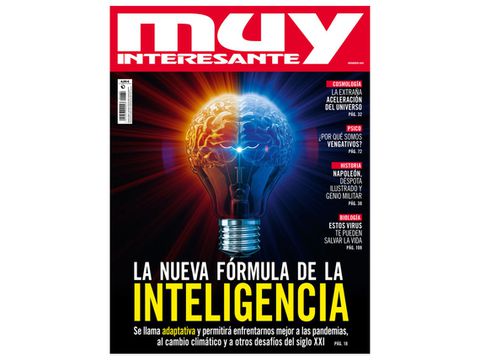 muy
INTERESANTE
COSMOLOGÍA
LA EXTRAÑA
ACELERACIÓN
DEL UNIVERSO
PÁG. 32
PSICO
¿POR QUÉ SOMOS
VENGATIVOS?
PÁG. 72
HISTORIA
NAPOLEÓN,
DÉSPOTA
ILUSTRADO Y
GENIO MILITAR
PÁG. 38
BIOLOGÍA
ESTOS VIRUS
TE PUEDEN
SALVAR LA VIDA
PÁG. 108
LA NUEVA FÓRMULA DE LA
INTELIGENCIA
Se llama adaptativa y permitirá enfrentarnos mejor a las pandemias,
al cambio climático y a otros desafíos del siglo XXI PÁG. 18